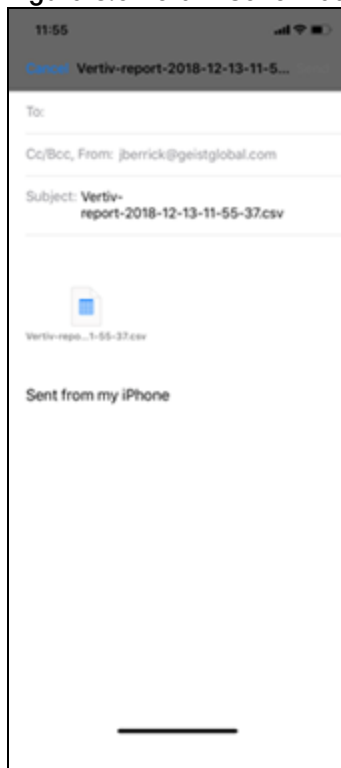 11:55
Cancel Vertiv-report-2018-12-13-11-5...
To:
Cc/Bcc, From: jberrick@geistglobal.com
Subject: Vertiv-
report-2018-12-13-11-55-37.csv
Vertiv-repo...1-55-37.csv
Sent from my iPhone